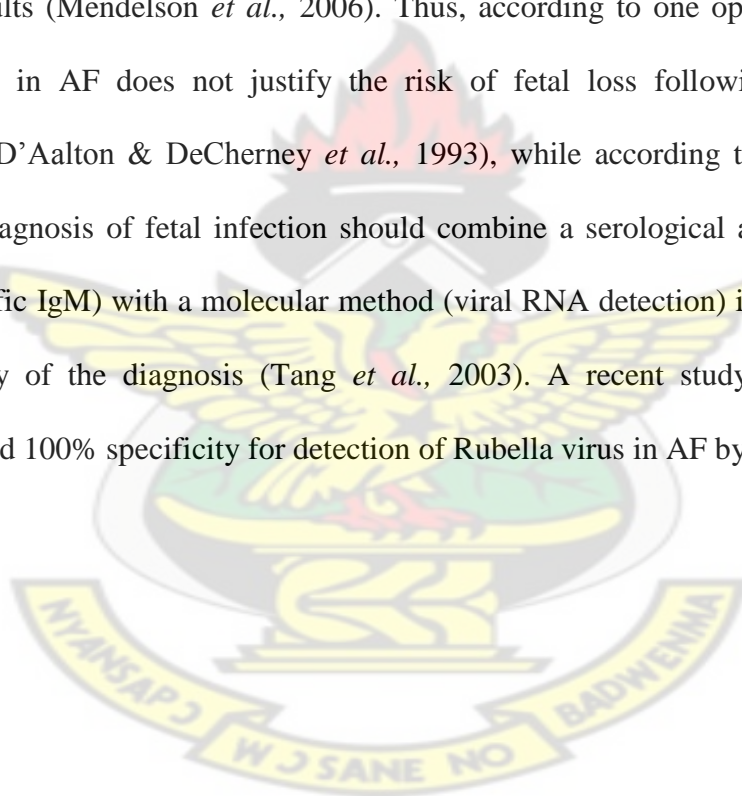 ults (Mendelson et al., 2006). Thus, according to one op
in AF does not justify the risk of fetal loss followi
D’Aalton & DeCherney et al., 1993), while according t
agnosis of fetal infection should combine a serological a
fic IgM) with a molecular method (viral RNA detection) i
y of the diagnosis (Tang et al., 2003). A recent study
d 100% specificity for detection of Rubella virus in AF by
NYANSAPƆ WƆSANE NO BADWENMA